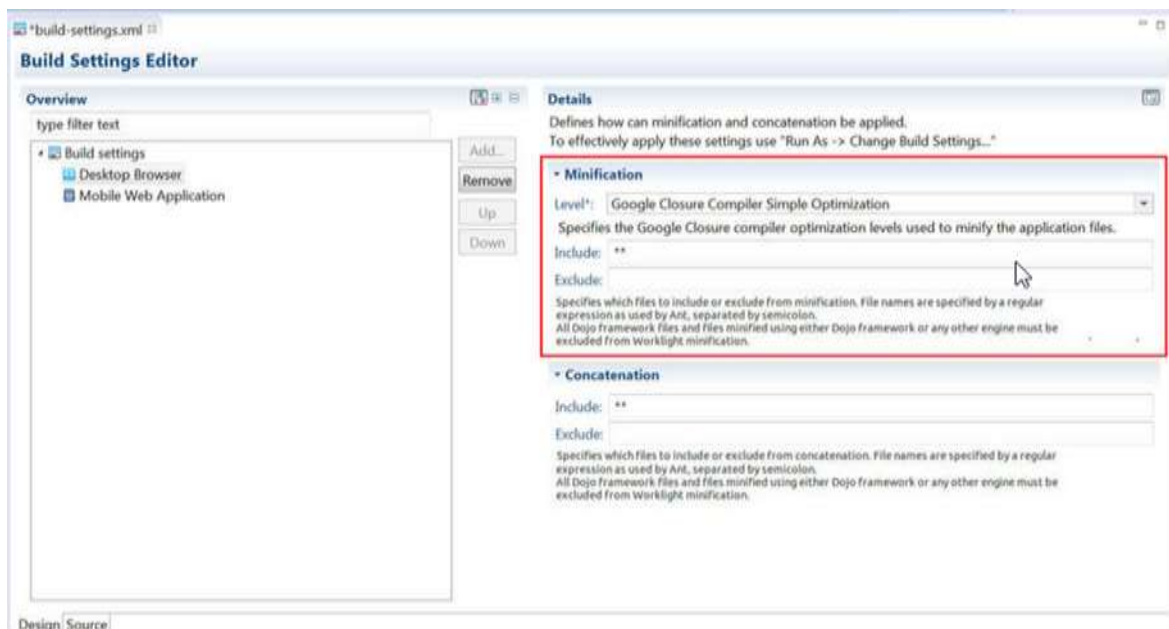 *build-settings.xml
Build Settings Editor
Overview
type filter text
Build settings
Desktop Browser
Mobile Web Application
Add...
Remove
Up
Down
Details
Defines how can minification and concatenation be applied.
To effectively apply these settings use "Run As -> Change Build Settings..."
Minification
Level*: Google Closure Compiler Simple Optimization
Specifies the Google Closure compiler optimization levels used to minify the application files.
Include: **
Exclude:
Specifies which files to include or exclude from minification. File names are specified by a regular
expression as used by Ant, separated by semicolon.
All Dojo framework files and files minified using either Dojo framework or any other engine must be
excluded from Worklight minification.
Concatenation
Include: **
Exclude:
Specifies which files to include or exclude from concatenation. File names are specified by a regular
expression as used by Ant, separated by semicolon.
All Dojo framework files and files minified using either Dojo framework or any other engine must be
excluded from Worklight minification.
Design Source